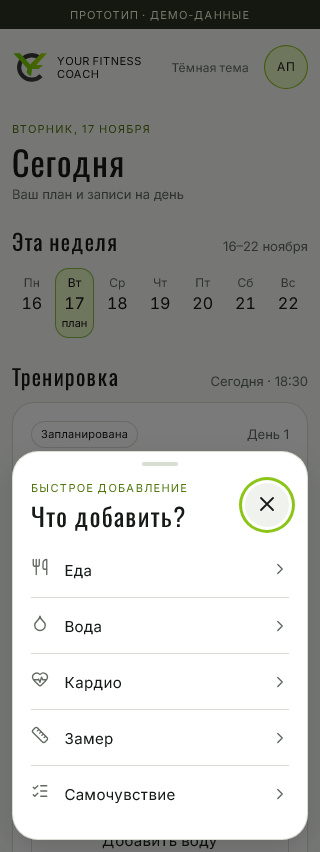 ПРОТОТИП · ДЕМО-ДАННЫЕ
YOUR FITNESS
COACH
Тёмная тема
АП
ВТОРНИК, 17 НОЯБРЯ
Сегодня
Ваш план и записи на день
Эта неделя
16–22 ноября
Пн Вт Ср Чт Пт Сб Вс
16 17 18 19 20 21 22
план
Тренировка
Сегодня · 18:30
Запланирована
День 1
БЫСТРОЕ ДОБАВЛЕНИЕ
Что добавить?
Еда
Вода
Кардио
Замер
Самочувствие
Добавить воду